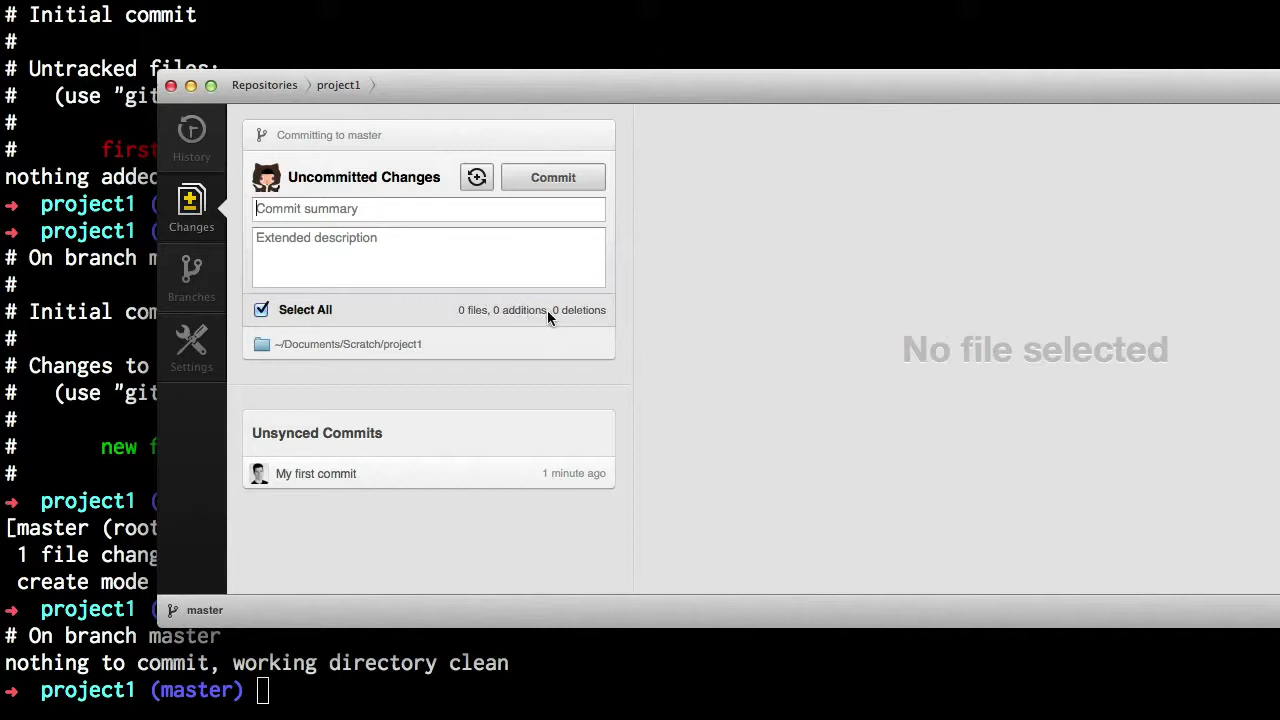 # Initial commit
#
# Untracked files:
#   (use "git
#
#       first
nothing added
➜  project1 (
➜  project1 (
# On branch m
#
# Initial com
#
# Changes to
#   (use "git
#
#       new f
#
➜  project1 (
[master (root
 1 file chang
 create mode
➜  project1 (
# On branch master
nothing to commit, working directory clean
➜  project1 (master)
Repositories
project1
History
Changes
Branches
Settings
Committing to master
Uncommitted Changes
Commit
Commit summary
Extended description
Select All
0 files, 0 additions, 0 deletions
~/Documents/Scratch/project1
Unsynced Commits
My first commit
1 minute ago
No file selected
master